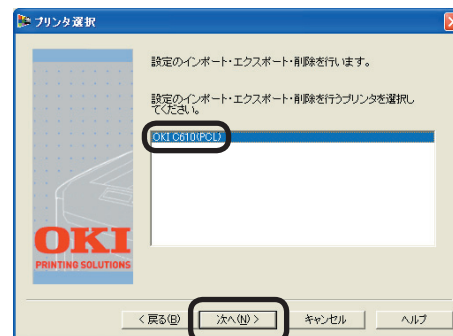 プリンタ選択
設定のインポート・エクスポート・削除を行います。
設定のインポート・エクスポート・削除を行うプリンタを選択し
てください。
OKI C610(PCL)
OKI
PRINTING SOLUTIONS
< 戻る(B)
次へ(N) >
キャンセル
ヘルプ